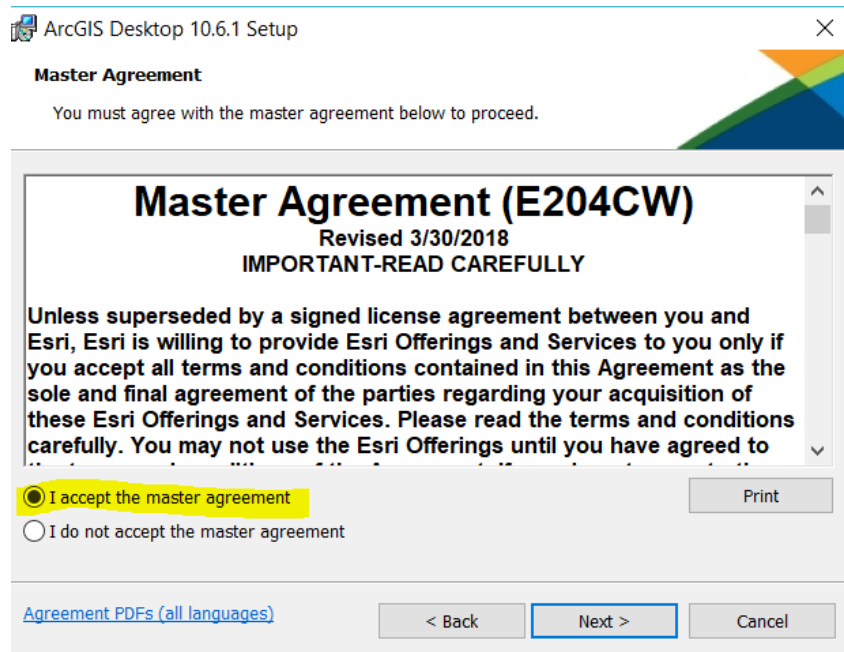 ArcGIS Desktop 10.6.1 Setup
Master Agreement
You must agree with the master agreement below to proceed.
Master Agreement (E204CW)
Revised 3/30/2018
IMPORTANT-READ CAREFULLY
Unless superseded by a signed license agreement between you and
Esri, Esri is willing to provide Esri Offerings and Services to you only if
you accept all terms and conditions contained in this Agreement as the
sole and final agreement of the parties regarding your acquisition of
these Esri Offerings and Services. Please read the terms and conditions
carefully. You may not use the Esri Offerings until you have agreed to
I accept the master agreement
Print
I do not accept the master agreement
Agreement PDFs (all languages)
< Back
Next >
Cancel